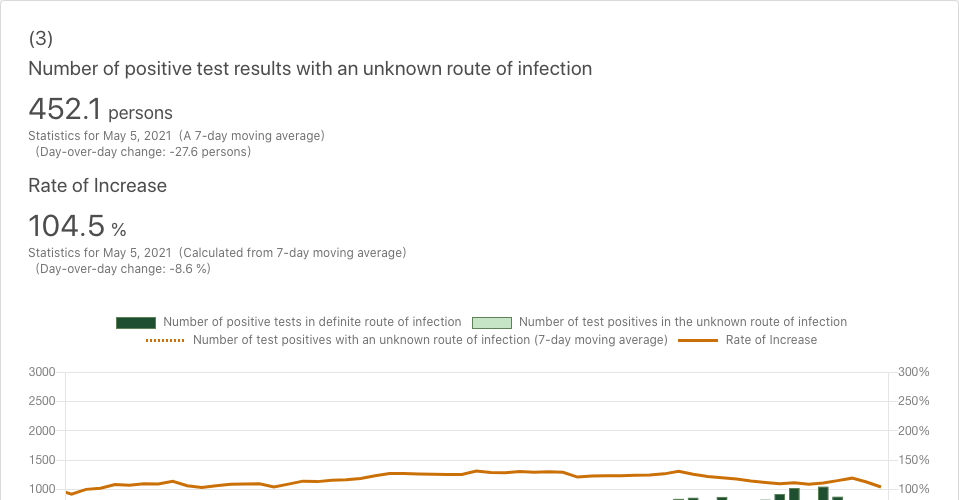 (3)
Number of positive test results with an unknown route of infection
452.1 persons
Statistics for May 5, 2021 (A 7-day moving average)
(Day-over-day change: -27.6 persons)
Rate of Increase
104.5 %
Statistics for May 5, 2021 (Calculated from 7-day moving average)
(Day-over-day change: -8.6 %)
Number of positive tests in definite route of infection Number of test positives in the unknown route of infection
Number of test positives with an unknown route of infection (7-day moving average) Rate of Increase
3000 300%
2500 250%
2000 200%
1500 150%
1000 100%